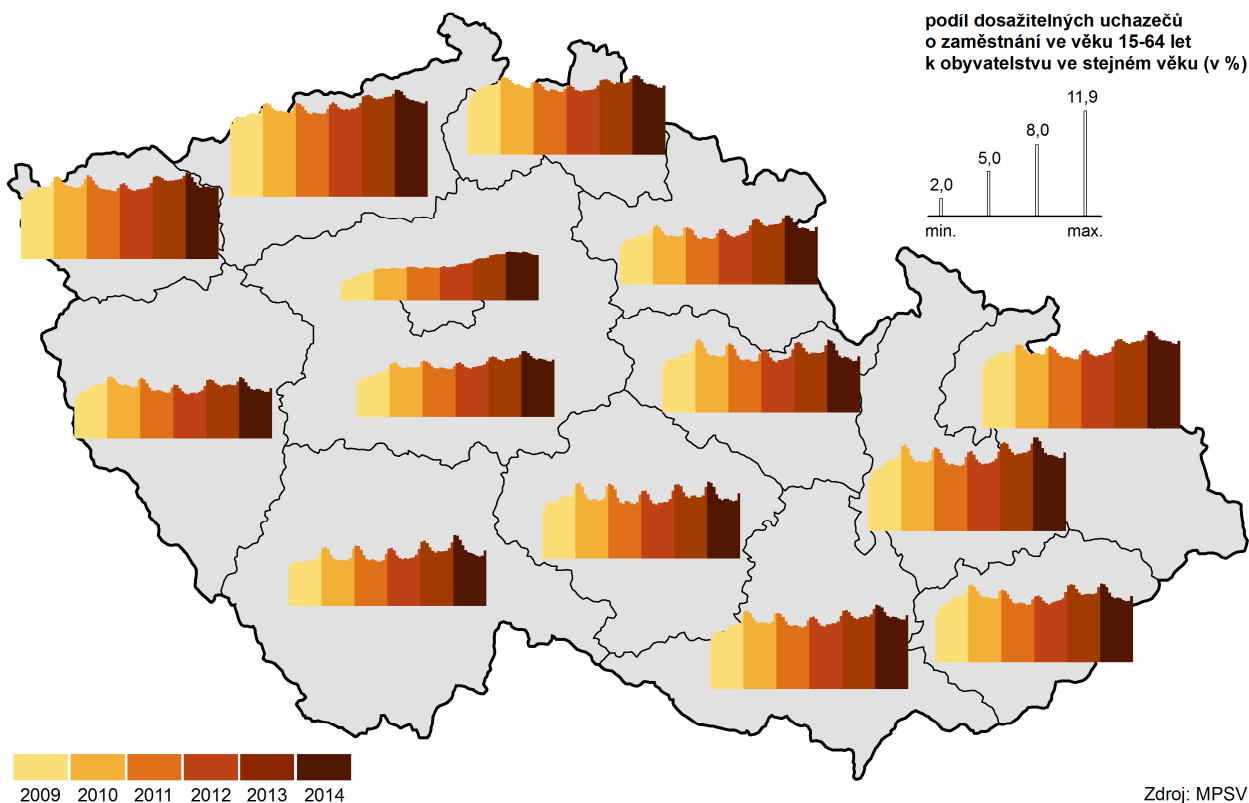 podíl dosažitelných uchazečů
o zaměstnání ve věku 15-64 let
k obyvatelstvu ve stejném věku (v %)
11,9
8,0
5,0
2,0
min.
max.
2009 2010 2011 2012 2013 2014
Zdroj: MPSV